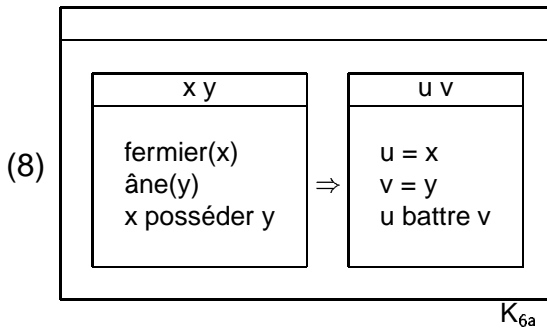 x y
u v
fermier(x)
âne(y)
x posséder y
(8)
⇒
u = x
v = y
u battre v
K6a